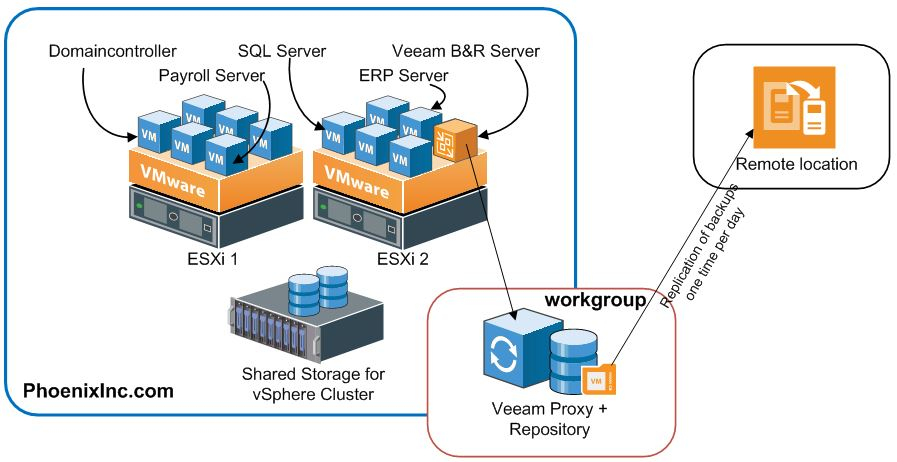 Domaincontroller
SQL Server
Veeam B&R Server
Payroll Server
ERP Server
VM
VM
VM
VM
VM
VM
VMware
ESXi 1
VM
VM
VM
VM
VM
VMware
ESXi 2
Remote location
Replication of backups
one time per day
Shared Storage for
vSphere Cluster
PhoenixInc.com
workgroup
VM
Veeam Proxy +
Repository